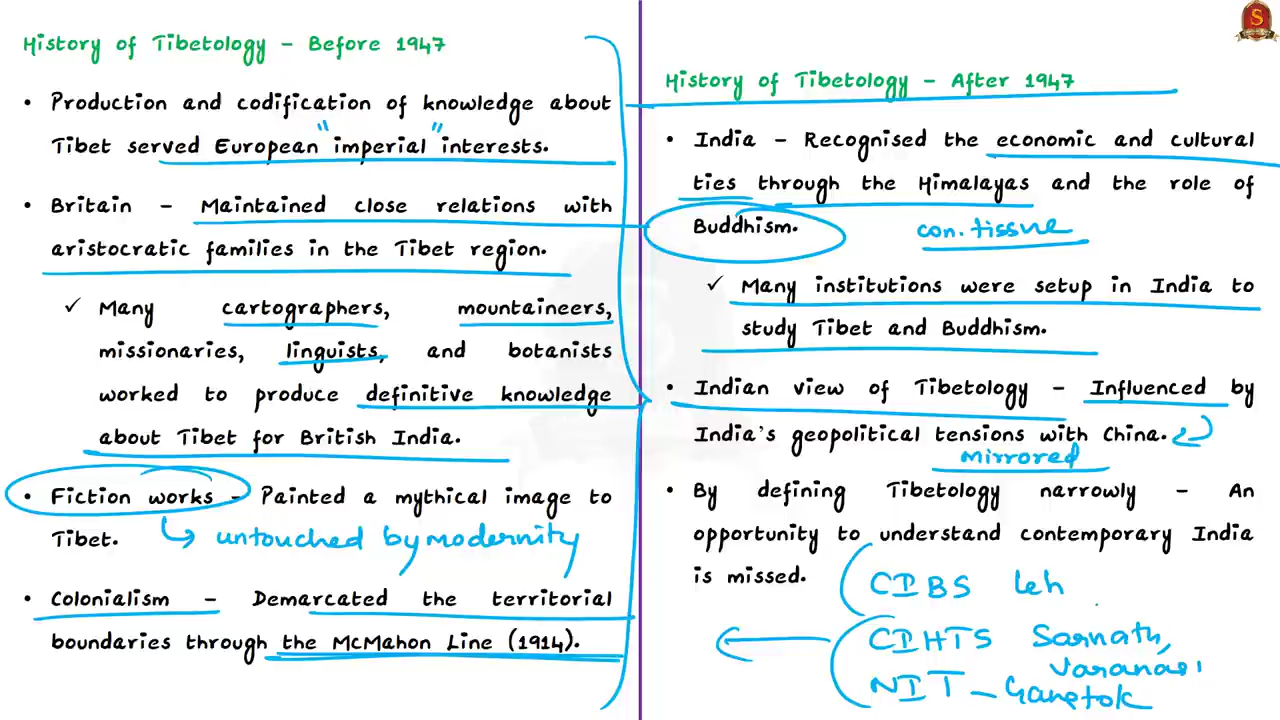 History of Tibetology – Before 1947
• Production and codification of knowledge about
Tibet served European "imperial" interests.
• Britain – Maintained close relations with
aristocratic families in the Tibet region.
✓ Many cartographers, mountaineers,
missionaries, linguists, and botanists
worked to produce definitive knowledge
about Tibet for British India.
• Fiction works – Painted a mythical image to
Tibet.
untouched by modernity
• Colonialism – Demarcated the territorial
boundaries through the McMahon Line (1914).
History of Tibetology – After 1947
• India – Recognised the economic and cultural
ties through the Himalayas and the role of
Buddhism.
con. tissue
✓ Many institutions were setup in India to
study Tibet and Buddhism.
• Indian view of Tibetology – Influenced by
India's geopolitical tensions with China.
Mirrored
• By defining Tibetology narrowly – An
opportunity to understand contemporary India
is missed.
CIBS Leh
CIHTS Sarnath,
Varanasi
NIT – Gangtok
S